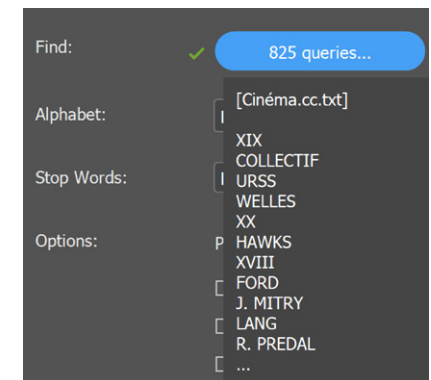 Find:
825 queries...
[Cinéma.cc.txt]
Alphabet:
XIX
COLLECTIF
Stop Words:
URSS
WELLES
XX
Options:
HAWKS
XVIII
FORD
J. MITRY
LANG
R. PREDAL
...